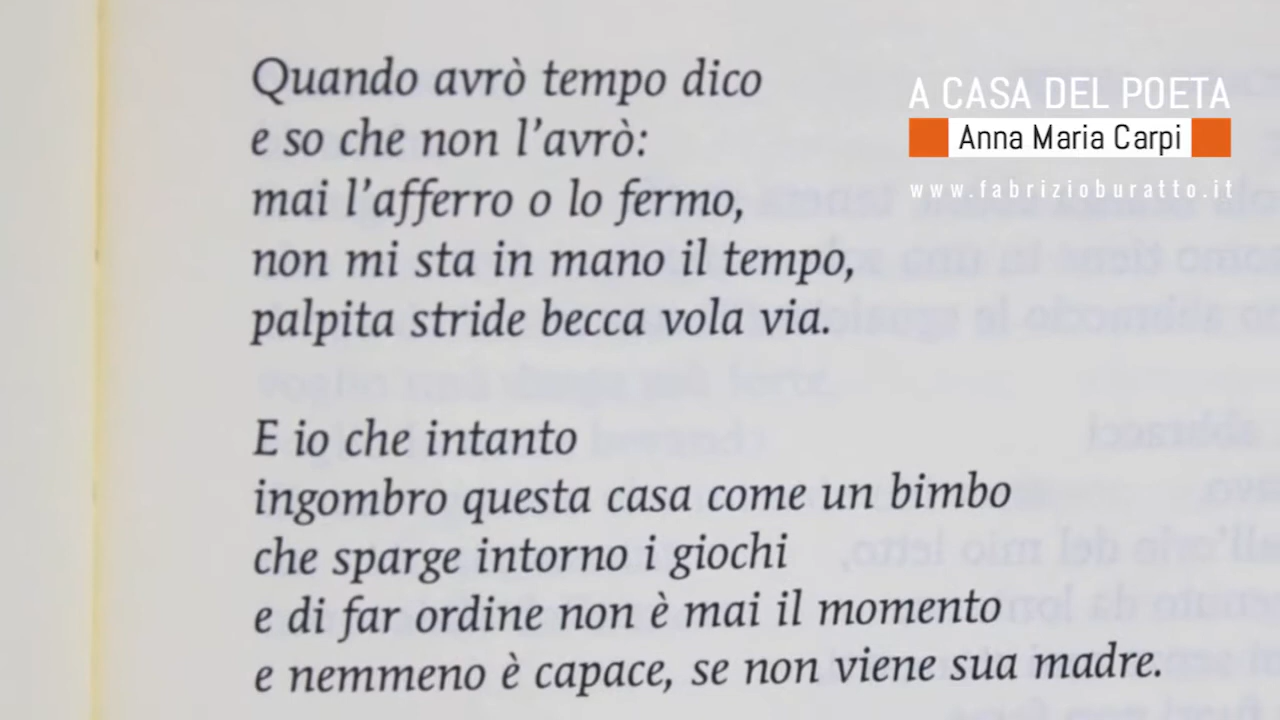 Quando avrò tempo dico
e so che non l'avrò:
mai l'afferro o lo fermo,
non mi sta in mano il tempo,
palpita stride becca vola via.
E io che intanto
ingombro questa casa come un bimbo
che sparge intorno i giochi
e di far ordine non è mai il momento
e nemmeno è capace, se non viene sua madre.
A CASA DEL POETA
Anna Maria Carpi
www.fabrizioburatto.it